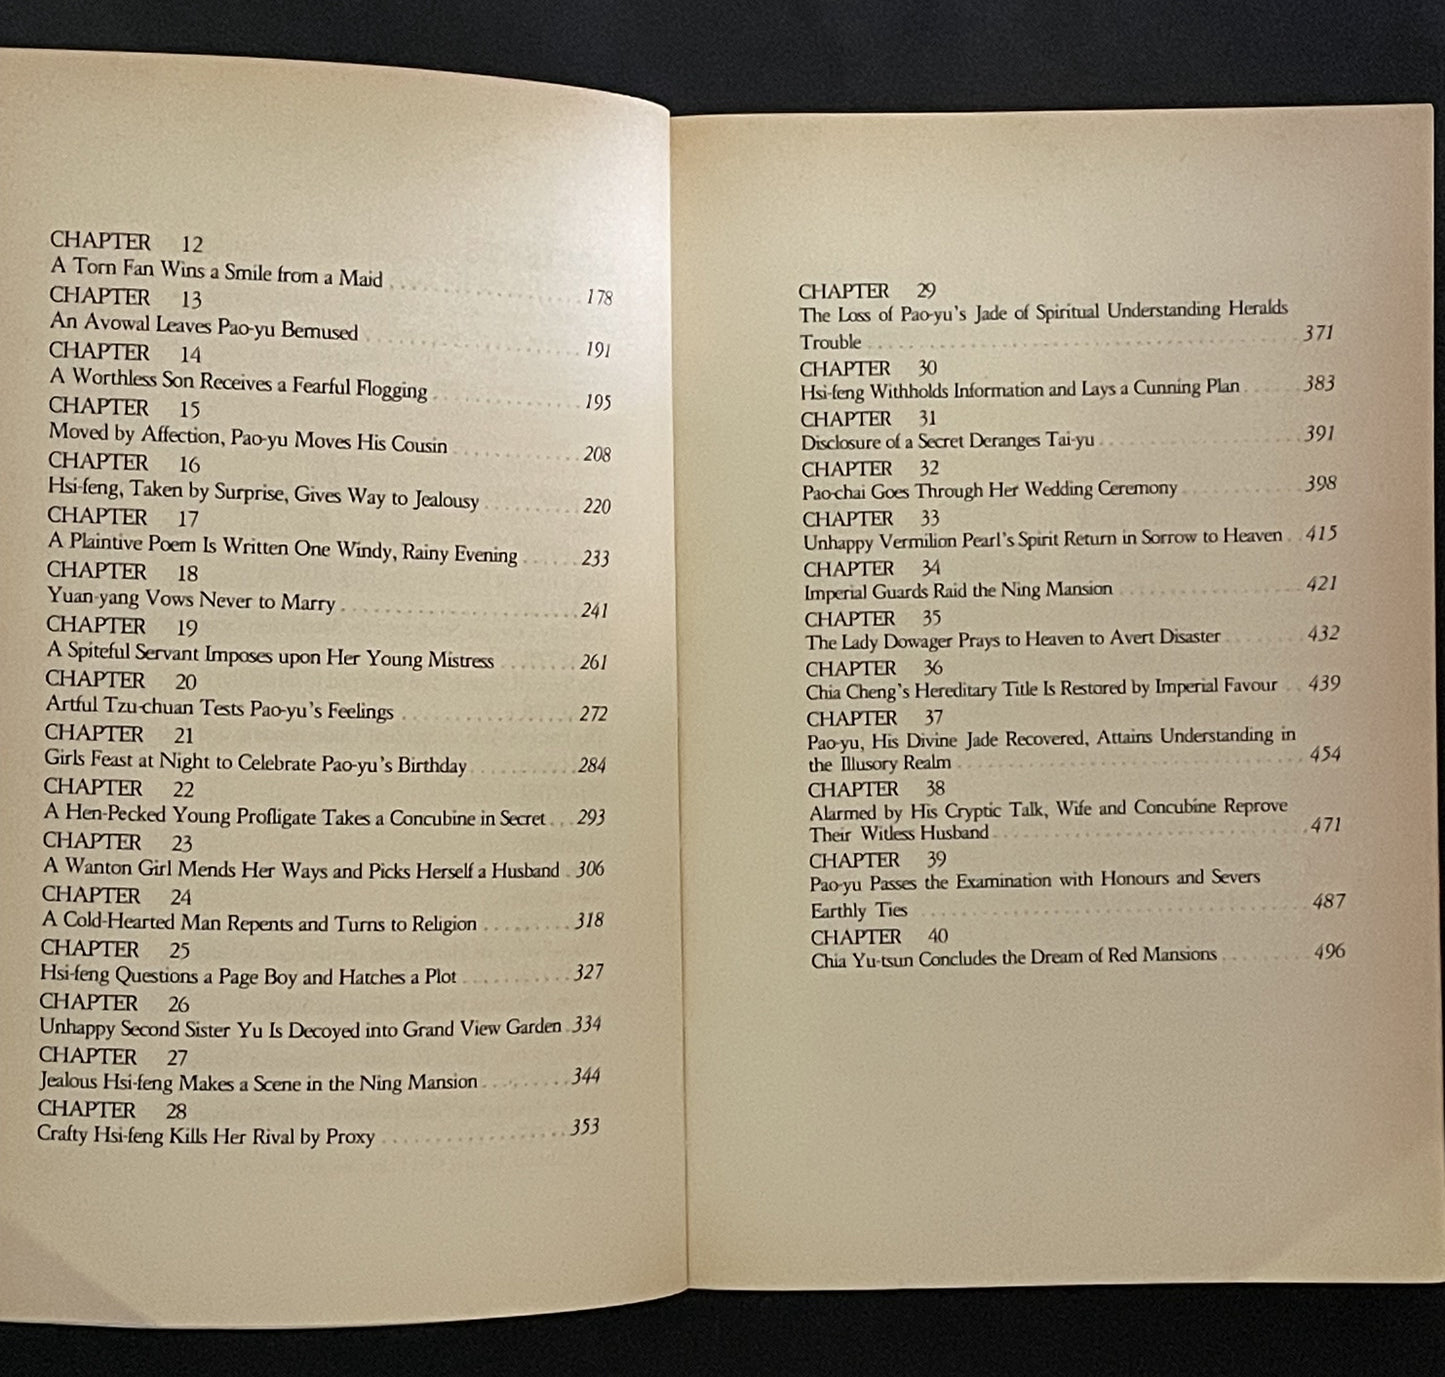 CHAPTER 12
A Torn Fan Wins a Smile from a Maid . . . . . . . . . . . . . . . 178
CHAPTER 13
An Avowal Leaves Pao-yu Bemused . . . . . . . . . . . . . . . . . 191
CHAPTER 14
A Worthless Son Receives a Fearful Flogging . . . . . . . . . . . 195
CHAPTER 15
Moved by Affection, Pao-yu Moves His Cousin . . . . . . . . . . 208
CHAPTER 16
Hsi-feng, Taken by Surprise, Gives Way to Jealousy . . . . . . . 220
CHAPTER 17
A Plaintive Poem Is Written One Windy, Rainy Evening . . . . . 233
CHAPTER 18
Yuan-yang Vows Never to Marry . . . . . . . . . . . . . . . . . . 241
CHAPTER 19
A Spiteful Servant Imposes upon Her Young Mistress . . . . . . 261
CHAPTER 20
Artful Tzu-chuan Tests Pao-yu's Feelings . . . . . . . . . . . . . 272
CHAPTER 21
Girls Feast at Night to Celebrate Pao-yu's Birthday . . . . . . . 284
CHAPTER 22
A Hen-Pecked Young Profligate Takes a Concubine in Secret . . . 293
CHAPTER 23
A Wanton Girl Mends Her Ways and Picks Herself a Husband . 306
CHAPTER 24
A Cold-Hearted Man Repents and Turns to Religion . . . . . . . 318
CHAPTER 25
Hsi-feng Questions a Page Boy and Hatches a Plot . . . . . . . . 327
CHAPTER 26
Unhappy Second Sister Yu Is Decoyed into Grand View Garden . 334
CHAPTER 27
Jealous Hsi-feng Makes a Scene in the Ning Mansion . . . . . . . 344
CHAPTER 28
Crafty Hsi-feng Kills Her Rival by Proxy . . . . . . . . . . . . . . 353
CHAPTER 29
The Loss of Pao-yu's Jade of Spiritual Understanding Heralds
Trouble . . . . . . . . . . . . . . . . . . . . . . . . . . . . . . . 371
CHAPTER 30
Hsi-feng Withholds Information and Lays a Cunning Plan . . . . 383
CHAPTER 31
Disclosure of a Secret Deranges Tai-yu . . . . . . . . . . . . . . . 391
CHAPTER 32
Pao-chai Goes Through Her Wedding Ceremony . . . . . . . . . . 398
CHAPTER 33
Unhappy Vermilion Pearl's Spirit Return in Sorrow to Heaven . . 415
CHAPTER 34
Imperial Guards Raid the Ning Mansion . . . . . . . . . . . . . . 421
CHAPTER 35
The Lady Dowager Prays to Heaven to Avert Disaster . . . . . . 432
CHAPTER 36
Chia Cheng's Hereditary Title Is Restored by Imperial Favour . . 439
CHAPTER 37
Pao-yu, His Divine Jade Recovered, Attains Understanding in
the Illusory Realm . . . . . . . . . . . . . . . . . . . . . . . . . 454
CHAPTER 38
Alarmed by His Cryptic Talk, Wife and Concubine Reprove
Their Witless Husband . . . . . . . . . . . . . . . . . . . . . . . 471
CHAPTER 39
Pao-yu Passes the Examination with Honours and Severs
Earthly Ties . . . . . . . . . . . . . . . . . . . . . . . . . . . . 487
CHAPTER 40
Chia Yu-tsun Concludes the Dream of Red Mansions . . . . . . . 496